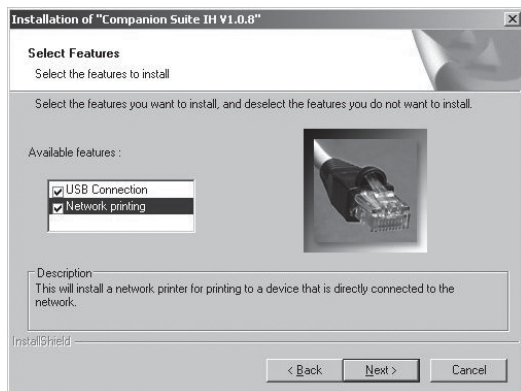 Installation of "Companion Suite IH V1.0.8"
Select Features
Select the features to install
Select the features you want to install, and deselect the features you do not want to install.
Available features :
USB Connection
Network printing
Description
This will install a network printer for printing to a device that is directly connected to the
network.
InstallShield
< Back
Next >
Cancel